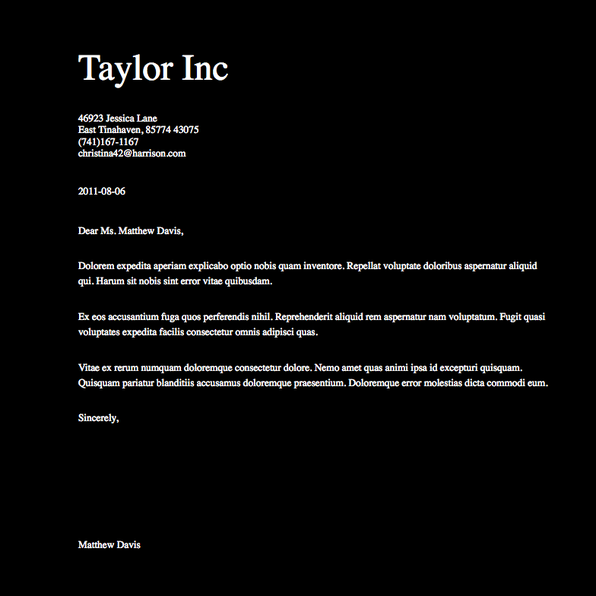 Taylor Inc
46923 Jessica Lane
East Tinahaven, 85774 43075
(741)167-1167
christina42@harrison.com
2011-08-06
Dear Ms. Matthew Davis,
Dolorem expedita aperiam explicabo optio nobis quam inventore. Repellat voluptate doloribus aspernatur aliquid
qui. Harum sit nobis sint error vitae quibusdam.
Ex eos accusantium fuga quos perferendis nihil. Reprehenderit aliquid rem aspernatur nam voluptatum. Fugit quasi
voluptates expedita facilis consectetur omnis adipisci quas.
Vitae ex rerum numquam doloremque consectetur dolore. Nemo amet quas animi ipsa id excepturi quisquam.
Quisquam pariatur blanditiis accusamus doloremque praesentium. Doloremque error molestias dicta commodi eum.
Sincerely,
Matthew Davis